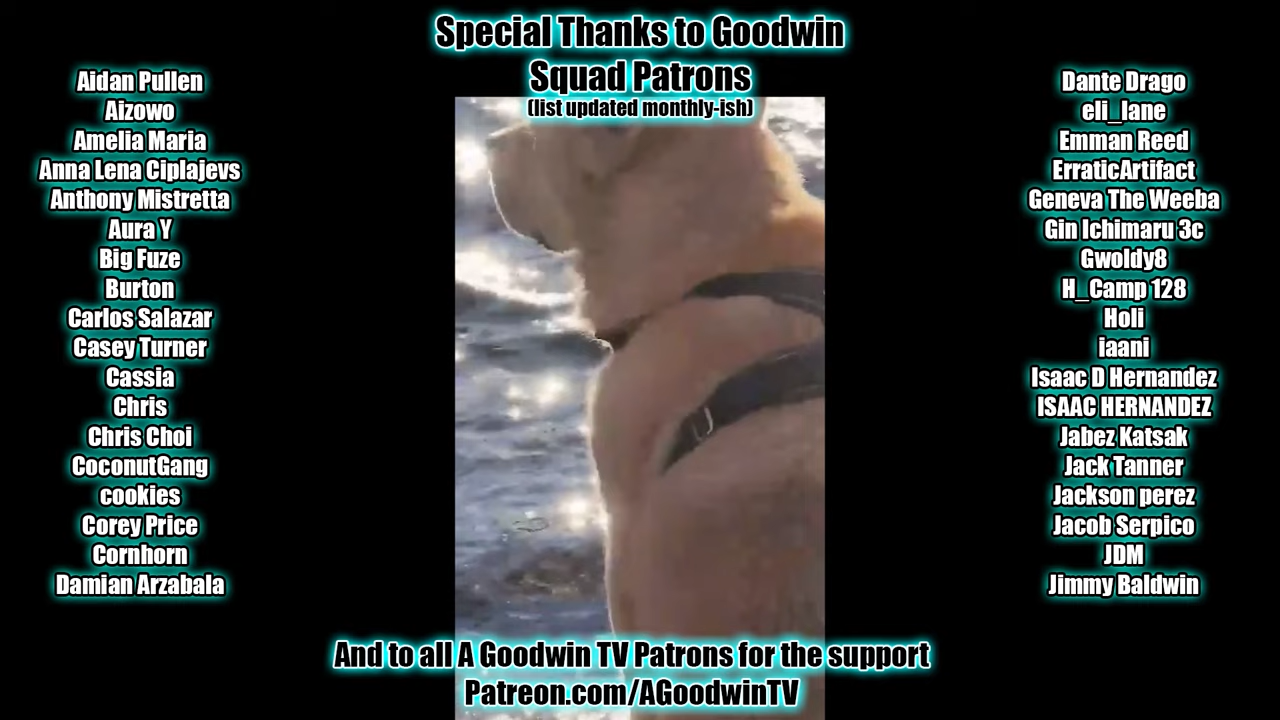 Special Thanks to Goodwin
Squad Patrons
(list updated monthly-ish)
Aidan Pullen
Aizowo
Amelia Maria
Anna Lena Ciplajevs
Anthony Mistretta
Aura Y
Big Fuze
Burton
Carlos Salazar
Casey Turner
Cassia
Chris
Chris Choi
CoconutGang
cookies
Corey Price
Cornhorn
Damian Arzabala
Dante Drago
eli_lane
Emman Reed
ErraticArtifact
Geneva The Weeba
Gin Ichimaru 3c
Gwoldy8
H_Camp 128
Holi
iaani
Isaac D Hernandez
ISAAC HERNANDEZ
Jabez Katsak
Jack Tanner
Jackson perez
Jacob Serpico
JDM
Jimmy Baldwin
And to all A Goodwin TV Patrons for the support
Patreon.com/AGoodwinTV